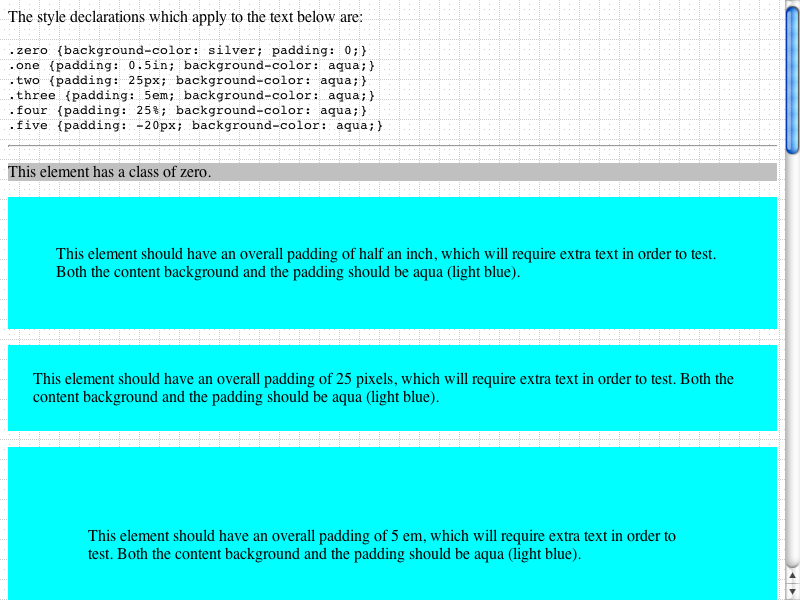 The style declarations which apply to the text below are:
.zero {background-color: silver; padding: 0;}
.one {padding: 0.5in; background-color: aqua;}
.two {padding: 25px; background-color: aqua;}
.three {padding: 5em; background-color: aqua;}
.four {padding: 25%; background-color: aqua;}
.five {padding: -20px; background-color: aqua;}
This element has a class of zero.
This element should have an overall padding of half an inch, which will require extra text in order to test.
Both the content background and the padding should be aqua (light blue).
This element should have an overall padding of 25 pixels, which will require extra text in order to test. Both the
content background and the padding should be aqua (light blue).
This element should have an overall padding of 5 em, which will require extra text in order to
test. Both the content background and the padding should be aqua (light blue).